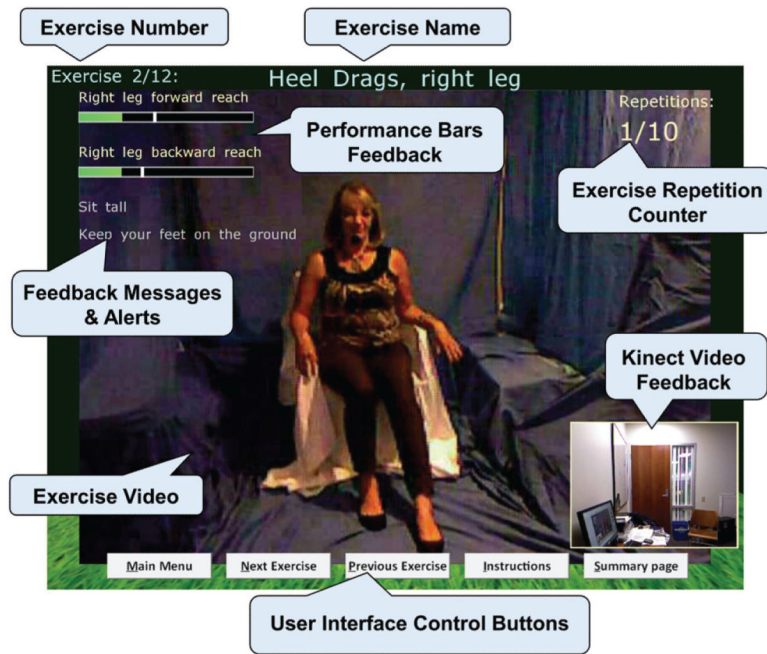 Exercise Number
Exercise Name
Exercise 2/12:
Heel Drags, right leg
Right leg forward reach
Repetitions:
1/10
Performance Bars
Feedback
Right leg backward reach
Exercise Repetition
Counter
Sit tall
Keep your feet on the ground
Feedback Messages
& Alerts
Kinect Video
Feedback
Exercise Video
Main Menu
Next Exercise
Previous Exercise
Instructions
Summary page
User Interface Control Buttons